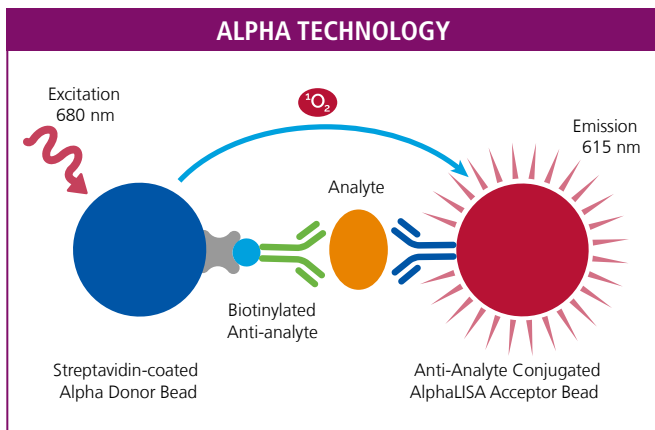 ALPHA TECHNOLOGY
Excitation
680 nm
¹O₂
Emission
615 nm
Analyte
Biotinylated
Anti-analyte
Streptavidin-coated
Alpha Donor Bead
Anti-Analyte Conjugated
AlphaLISA Acceptor Bead